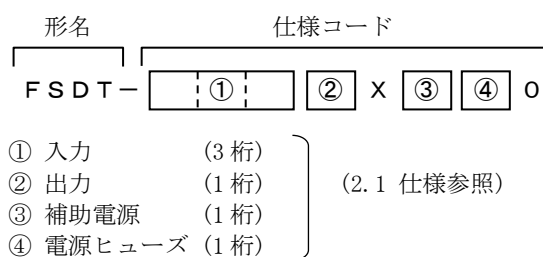 形名 仕様コード
FSDT- ① ② X ③ ④ 0
① 入力 (3桁)
② 出力 (1桁)
③ 補助電源 (1桁)
④ 電源ヒューズ (1桁)
(2.1 仕様参照)